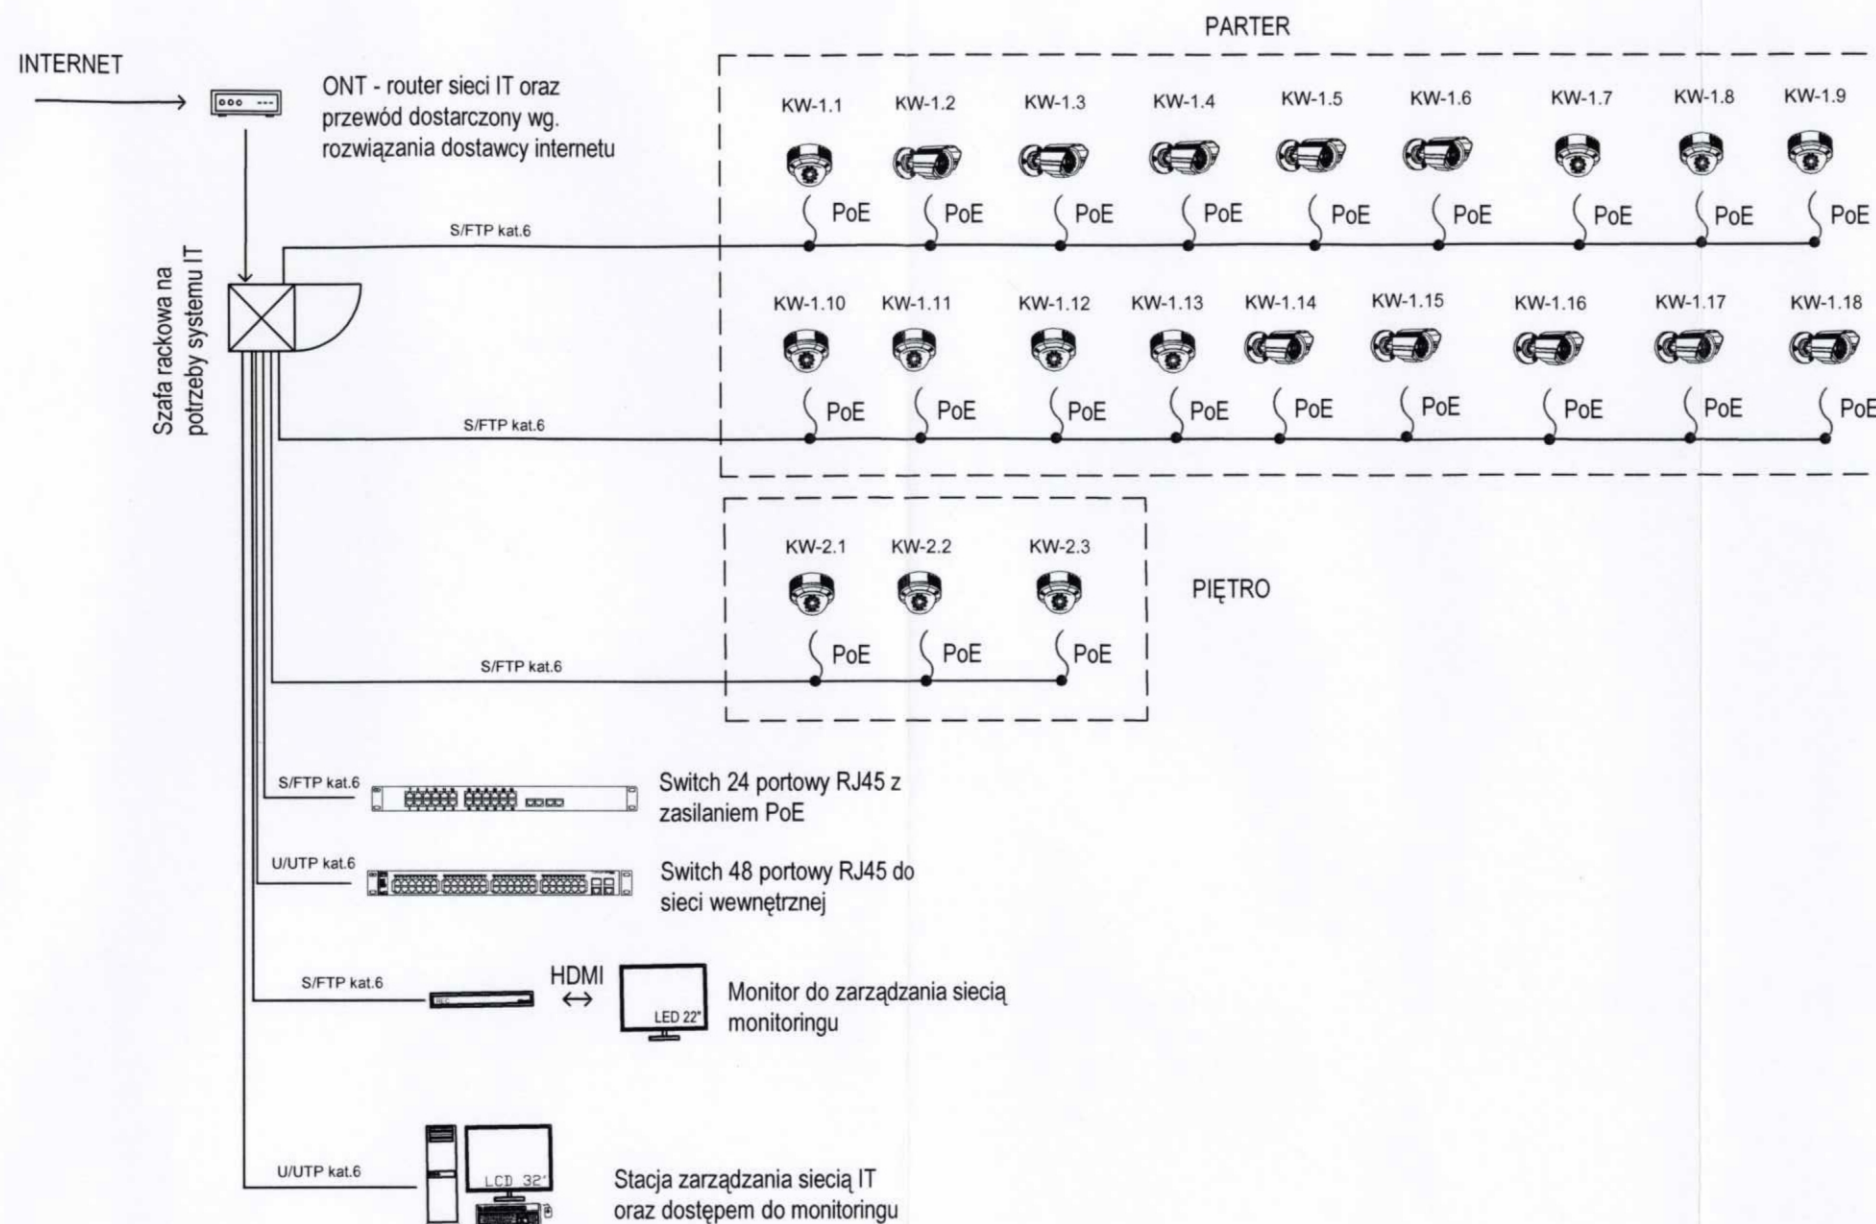 PARTER
INTERNET
ONT - router sieci IT oraz
przewód dostarczony wg.
rozwiązania dostawcy internetu
KW-1.1 KW-1.2 KW-1.3 KW-1.4 KW-1.5 KW-1.6 KW-1.7 KW-1.8 KW-1.9
PoE PoE PoE PoE PoE PoE PoE PoE PoE
S/FTP kat.6
Szafa rackowa na
potrzeby systemu IT
KW-1.10 KW-1.11 KW-1.12 KW-1.13 KW-1.14 KW-1.15 KW-1.16 KW-1.17 KW-1.18
PoE PoE PoE PoE PoE PoE PoE PoE PoE
S/FTP kat.6
KW-2.1 KW-2.2 KW-2.3
PIĘTRO
PoE PoE PoE
S/FTP kat.6
S/FTP kat.6
Switch 24 portowy RJ45 z
zasilaniem PoE
U/UTP kat.6
Switch 48 portowy RJ45 do
sieci wewnętrznej
S/FTP kat.6
HDMI
LED 22"
Monitor do zarządzania siecią
monitoringu
U/UTP kat.6
LCD 32"
Stacja zarządzania siecią IT
oraz dostępem do monitoringu